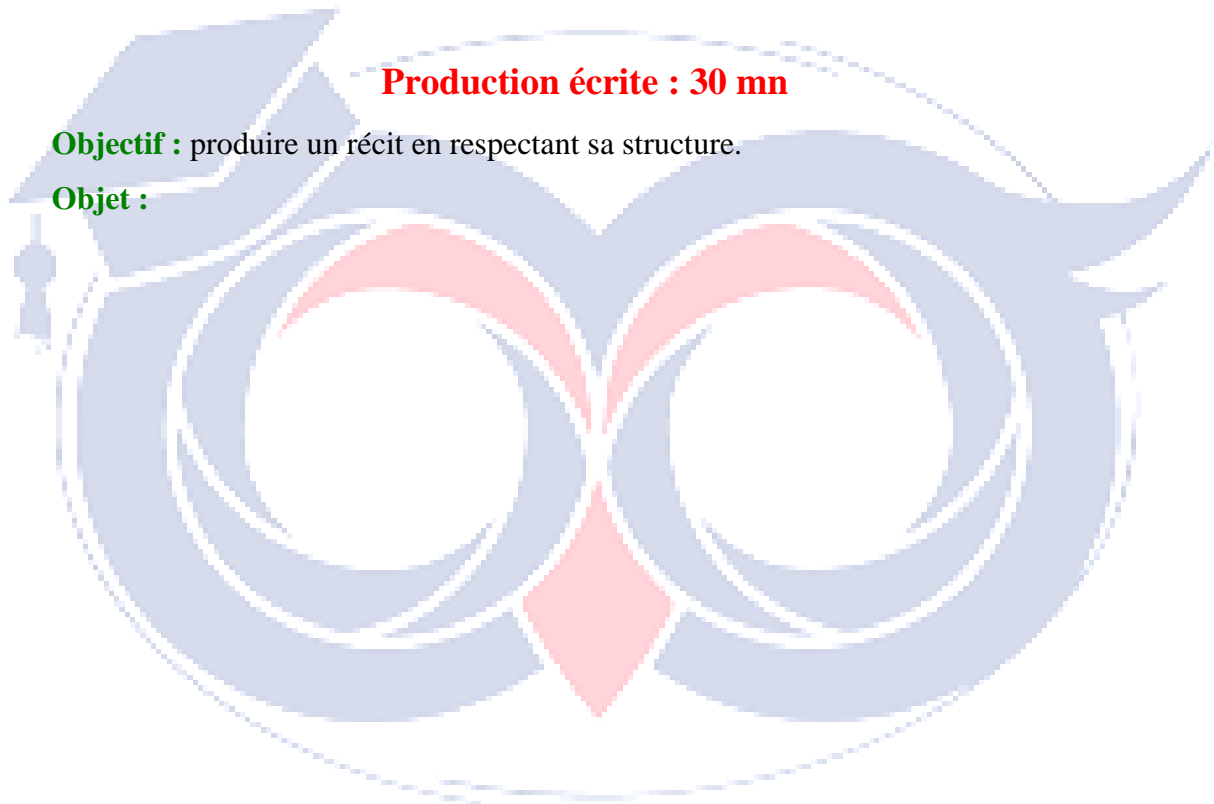 Production écrite : 30 mn
Objectif : produire un récit en respectant sa structure.
Objet :